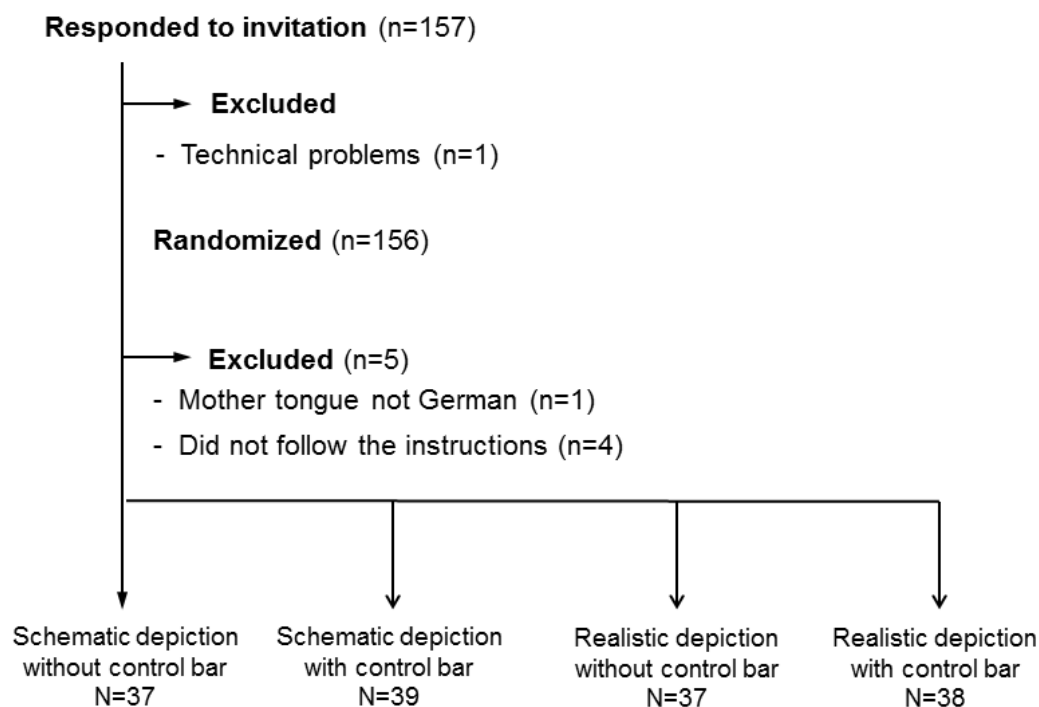 Responded to invitation (n=157)
Excluded
- Technical problems (n=1)
Randomized (n=156)
Excluded (n=5)
- Mother tongue not German (n=1)
- Did not follow the instructions (n=4)
Schematic depiction
without control bar
N=37
Schematic depiction
with control bar
N=39
Realistic depiction
without control bar
N=37
Realistic depiction
with control bar
N=38